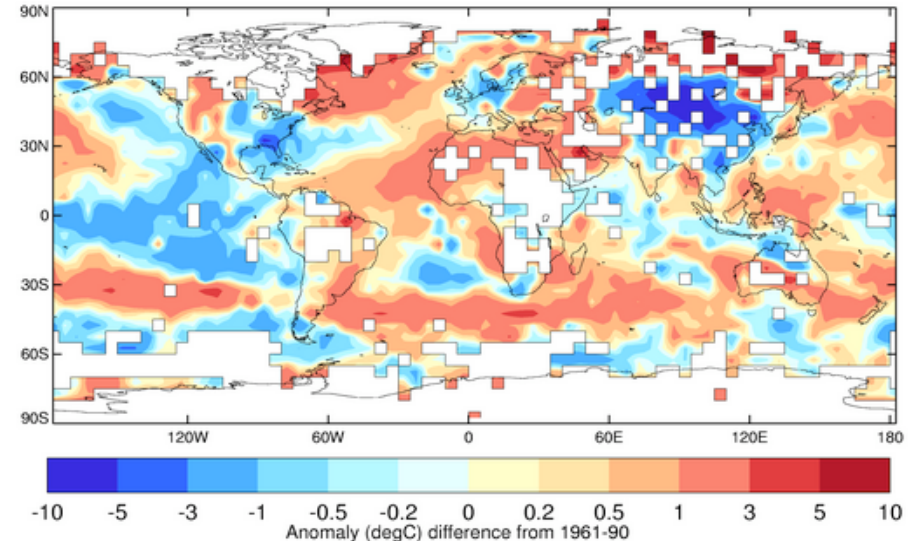 90N
60N
30N
0
30S
60S
90S
120W 60W 0 60E 120E 180
-10 -5 -3 -1 -0.5 -0.2 0 0.2 0.5 1 3 5 10
Anomaly (degC) difference from 1961-90